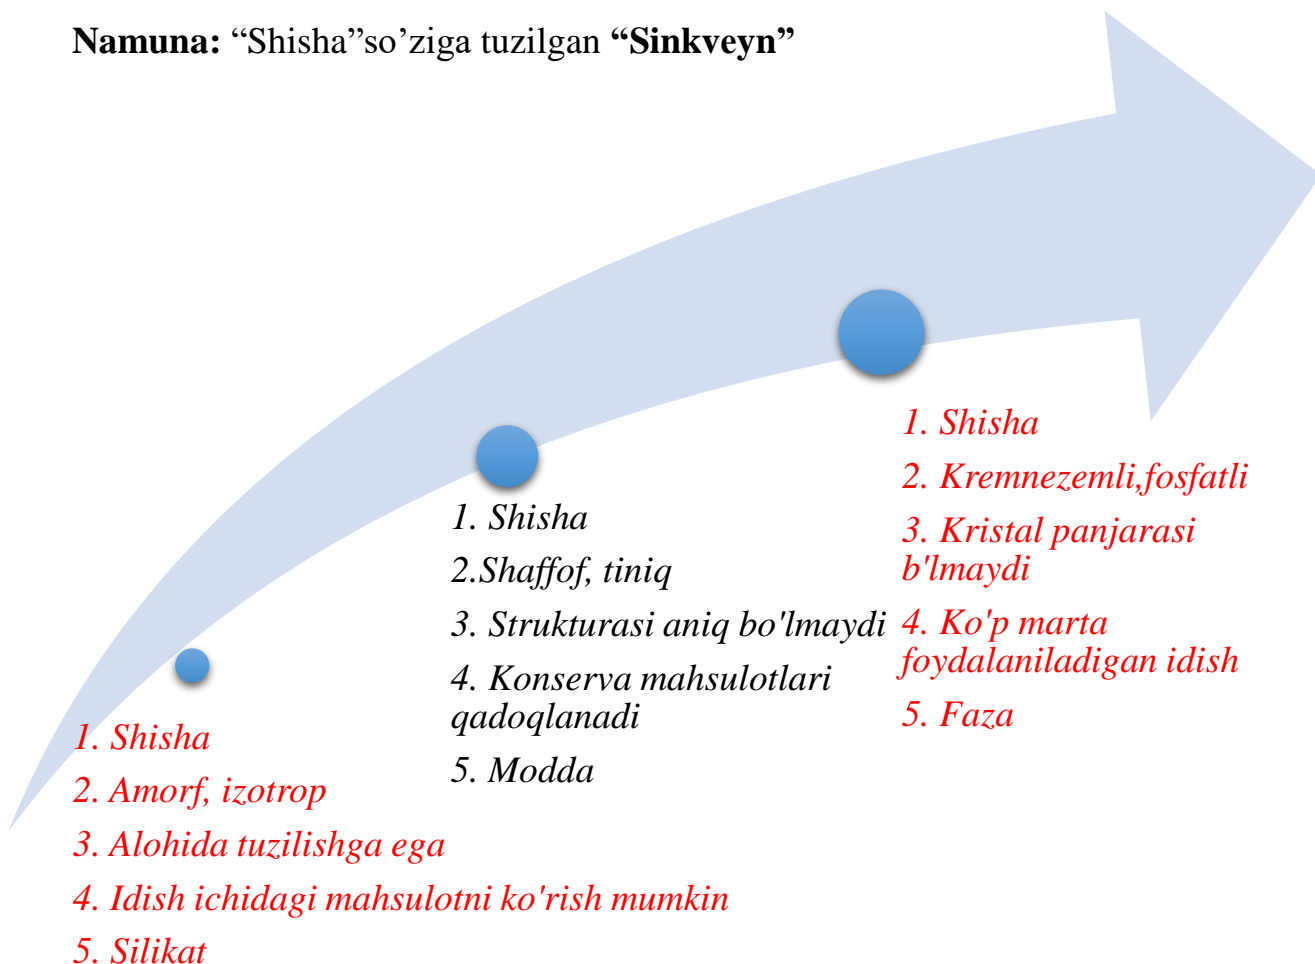 Namuna: “Shisha”so’ziga tuzilgan “Sinkveyn”
1. Shisha
2. Amorf, izotrop
3. Alohida tuzilishga ega
4. Idish ichidagi mahsulotni ko'rish mumkin
5. Silikat
1. Shisha
2.Shaffof, tiniq
3. Strukturasi aniq bo'lmaydi
4. Konserva mahsulotlari
qadoqlanadi
5. Modda
1. Shisha
2. Kremnezemli,fosfatli
3. Kristal panjarasi
b'lmaydi
4. Ko'p marta
foydalaniladigan idish
5. Faza